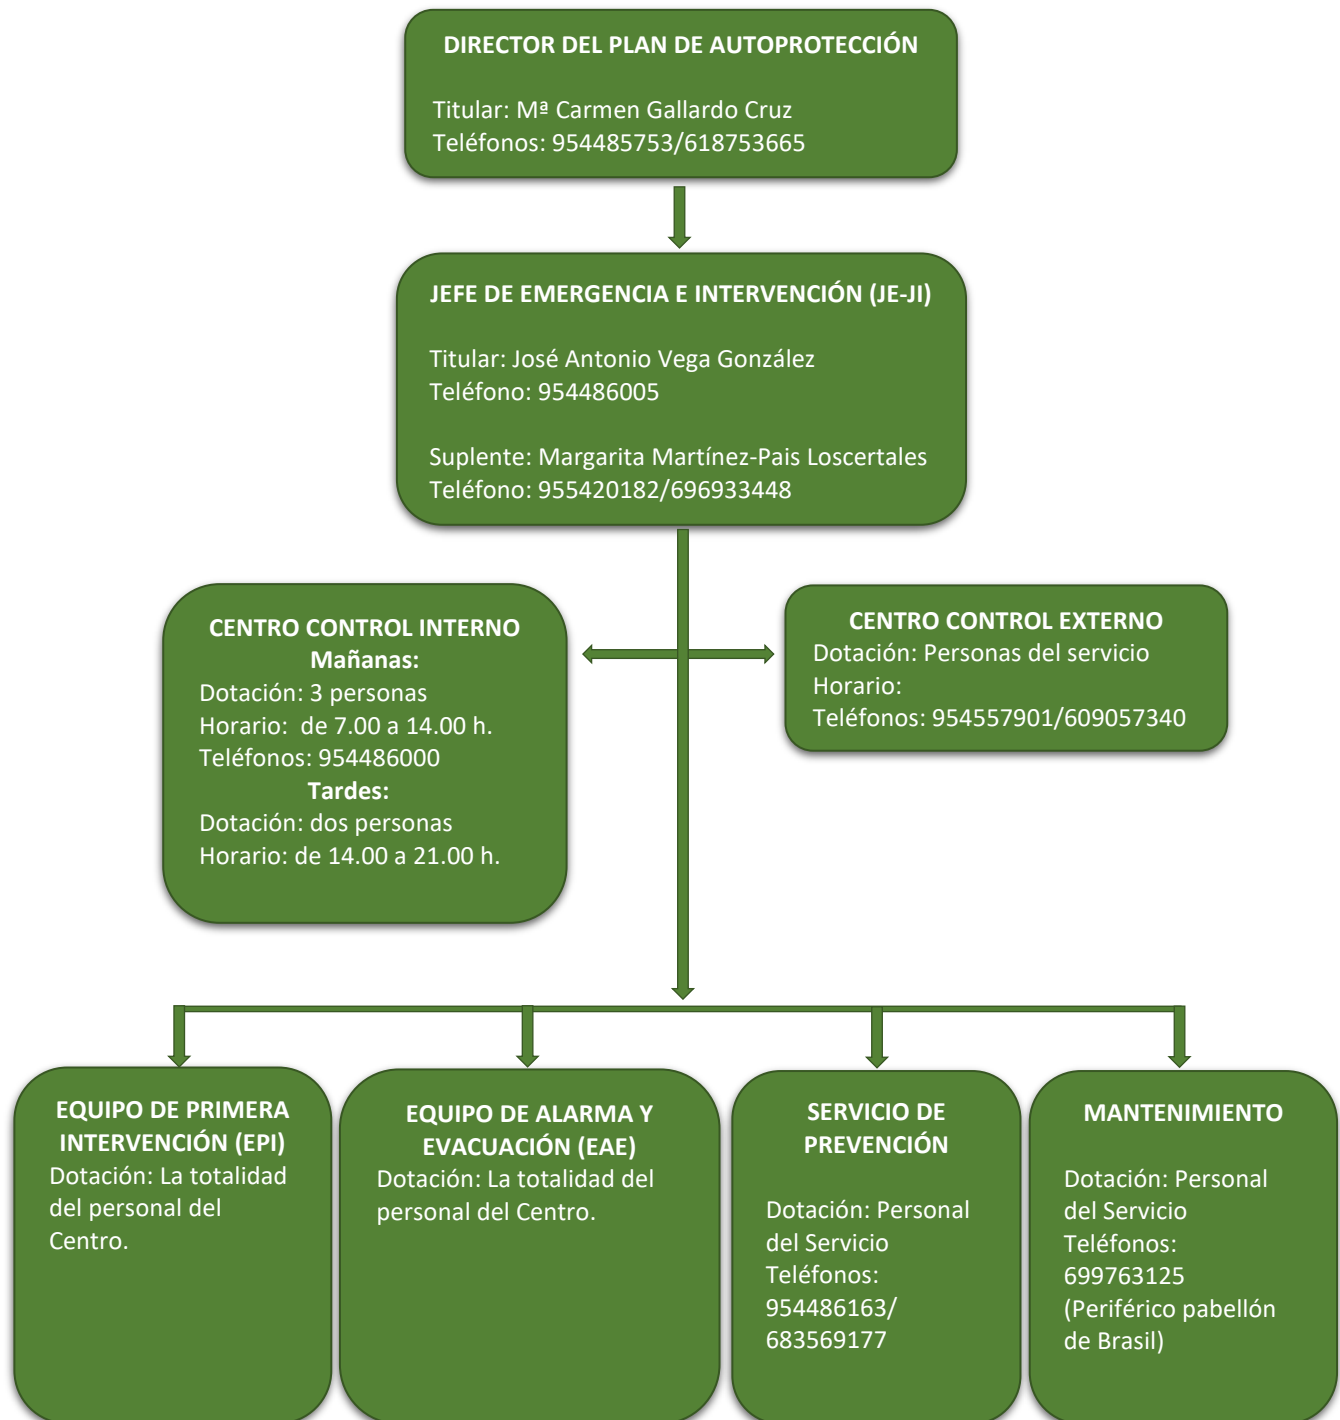 DIRECTOR DEL PLAN DE AUTOPROTECCIÓN
Titular: Mª Carmen Gallardo Cruz
Teléfonos: 954485753/618753665
JEFE DE EMERGENCIA E INTERVENCIÓN (JE-JI)
Titular: José Antonio Vega González
Teléfono: 954486005
Suplente: Margarita Martínez-Pais Loscertales
Teléfono: 955420182/696933448
CENTRO CONTROL INTERNO
Mañanas:
Dotación: 3 personas
Horario: de 7.00 a 14.00 h.
Teléfonos: 954486000
Tardes:
Dotación: dos personas
Horario: de 14.00 a 21.00 h.
CENTRO CONTROL EXTERNO
Dotación: Personas del servicio
Horario:
Teléfonos: 954557901/609057340
EQUIPO DE PRIMERA
INTERVENCIÓN (EPI)
Dotación: La totalidad
del personal del
Centro.
EQUIPO DE ALARMA Y
EVACUACIÓN (EAE)
Dotación: La totalidad del
personal del Centro.
SERVICIO DE
PREVENCIÓN
Dotación: Personal
del Servicio
Teléfonos:
954486163/
683569177
MANTENIMIENTO
Dotación: Personal
del Servicio
Teléfonos:
699763125
(Periférico pabellón
de Brasil)